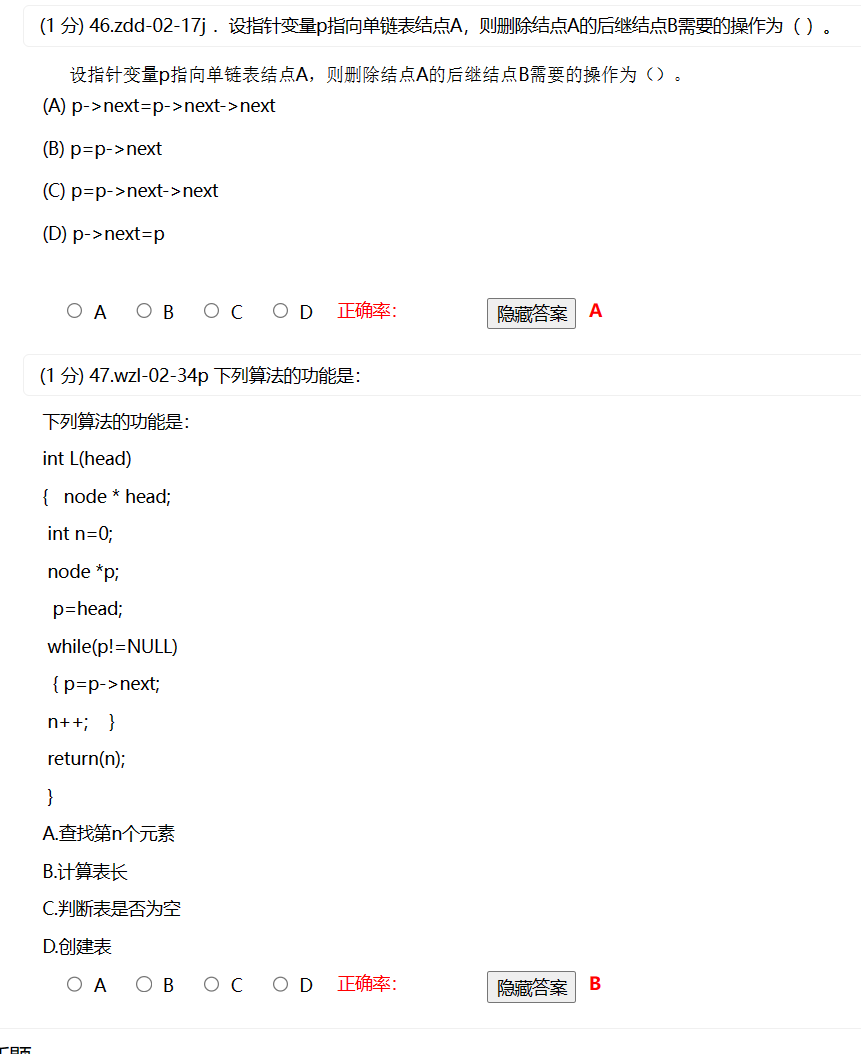 (1 分) 46.zdd-02-17j ．设指针变量p指向单链表结点A，则删除结点A的后继结点B需要的操作为（ ）。
设指针变量p指向单链表结点A，则删除结点A的后继结点B需要的操作为（）。
(A) p->next=p->next->next
(B) p=p->next
(C) p=p->next->next
(D) p->next=p
A B C D 正确率： 隐藏答案 A
(1 分) 47.wzl-02-34p 下列算法的功能是：
下列算法的功能是：
int L(head)
{ node * head;
int n=0;
node *p;
p=head;
while(p!=NULL)
{ p=p->next;
n++; }
return(n);
}
A.查找第n个元素
B.计算表长
C.判断表是否为空
D.创建表
A B C D 正确率： 隐藏答案 B